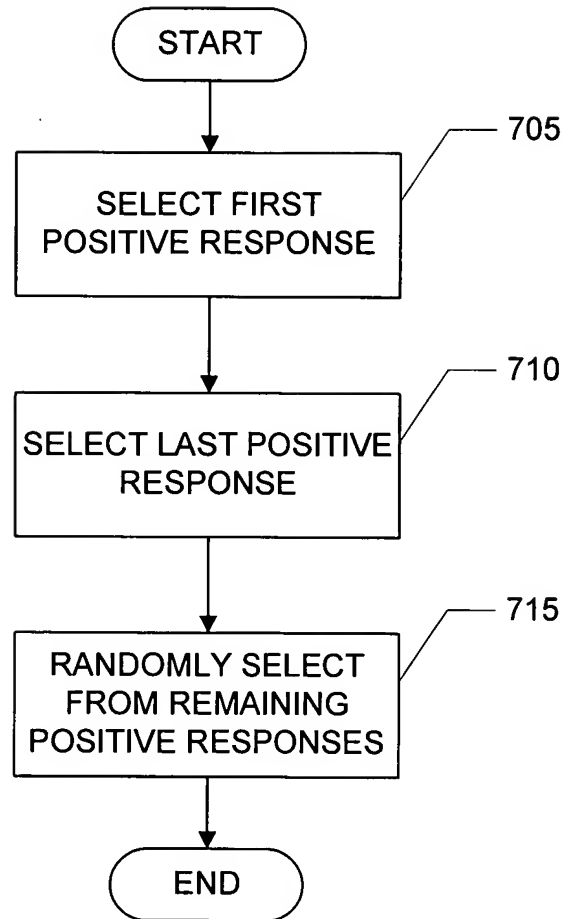 START
705
SELECT FIRST
POSITIVE RESPONSE
710
SELECT LAST POSITIVE
RESPONSE
715
RANDOMLY SELECT
FROM REMAINING
POSITIVE RESPONSES
END